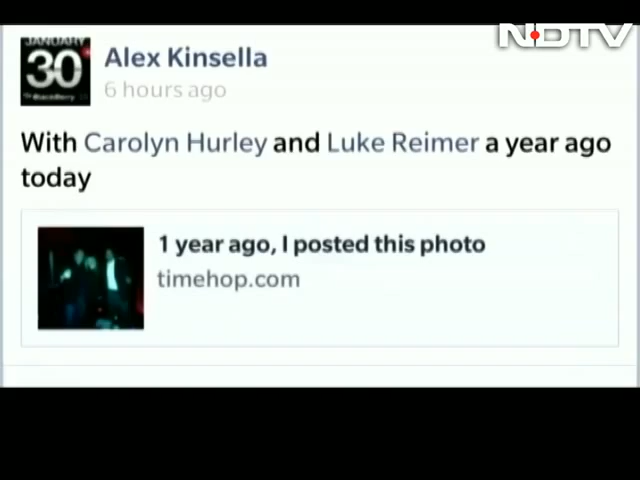 NDTV
JANUARY
30
BlackBerry
Alex Kinsella
6 hours ago
With Carolyn Hurley and Luke Reimer a year ago
today
1 year ago, I posted this photo
timehop.com